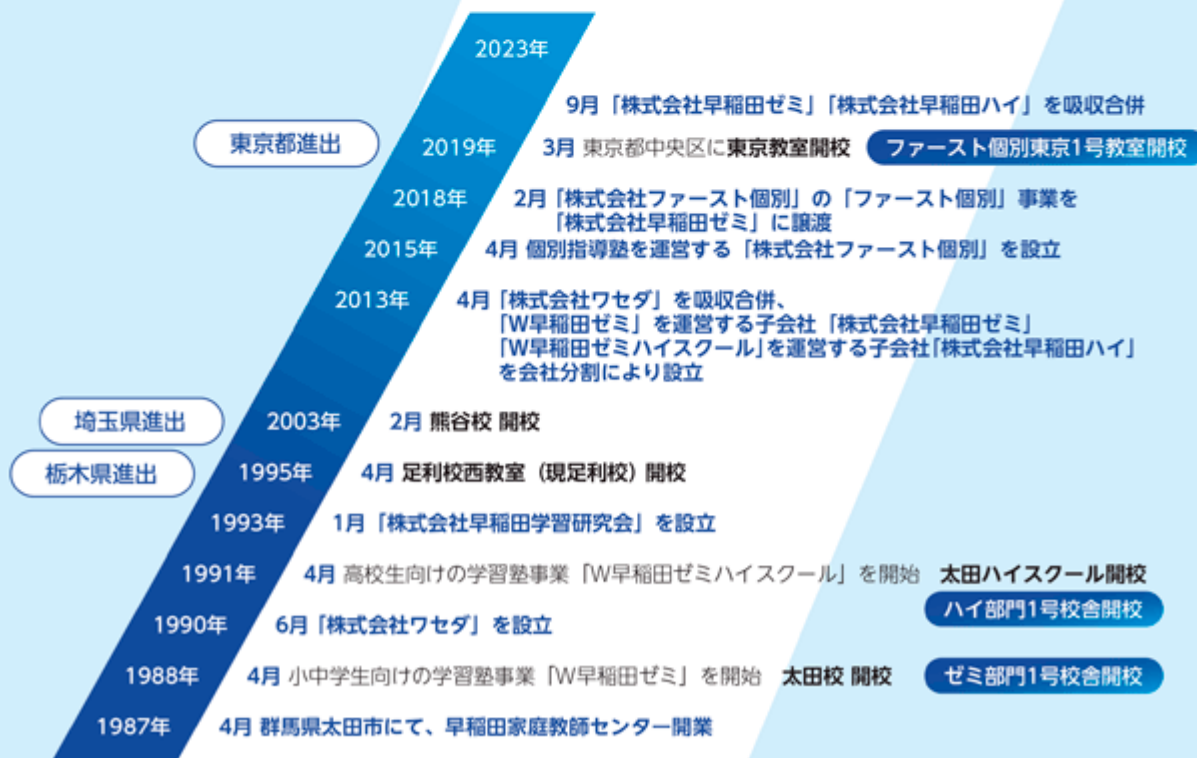 2023年
9月「株式会社早稲田ゼミ」「株式会社早稲田ハイ」を吸収合併
東京都進出 2019年 3月 東京都中央区に東京教室開校 ファースト個別東京1号教室開校
2018年 2月「株式会社ファースト個別」の「ファースト個別」事業を
「株式会社早稲田ゼミ」に譲渡
2015年 4月 個別指導塾を運営する「株式会社ファースト個別」を設立
2013年 4月「株式会社ワセダ」を吸収合併、
「W早稲田ゼミ」を運営する子会社「株式会社早稲田ゼミ」
「W早稲田ゼミハイスクール」を運営する子会社「株式会社早稲田ハイ」
を会社分割により設立
埼玉県進出 2003年 2月 熊谷校 開校
栃木県進出 1995年 4月 足利校西教室（現足利校）開校
1993年 1月「株式会社早稲田学習研究会」を設立
1991年 4月 高校生向けの学習塾事業「W早稲田ゼミハイスクール」を開始 太田ハイスクール開校
ハイ部門1号校舎開校
1990年 6月「株式会社ワセダ」を設立
1988年 4月 小中学生向けの学習塾事業「W早稲田ゼミ」を開始 太田校 開校 ゼミ部門1号校舎開校
1987年 4月 群馬県太田市にて、早稲田家庭教師センター開業